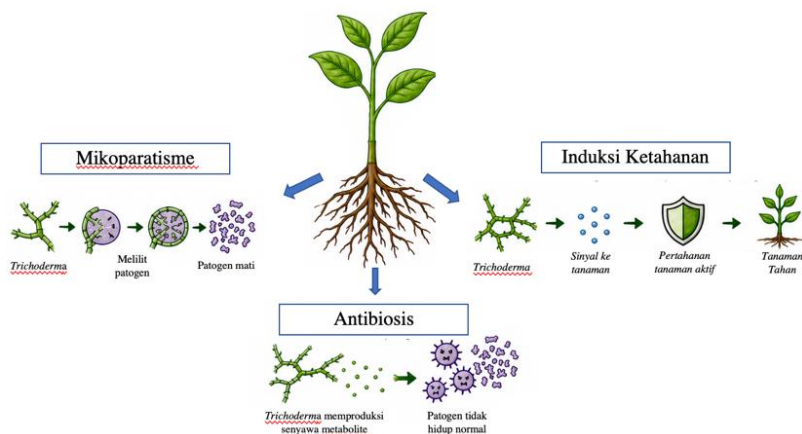 Mikoparatisme
Trichoderma
Melilit
patogen
Patogen mati
Induksi Ketahanan
Trichoderma
Sinyal ke
tanaman
Pertahanan
tanaman aktif
Tanaman
Tahan
Antibiosis
Trichoderma memproduksi
senyawa metabolite
Patogen tidak
hidup normal